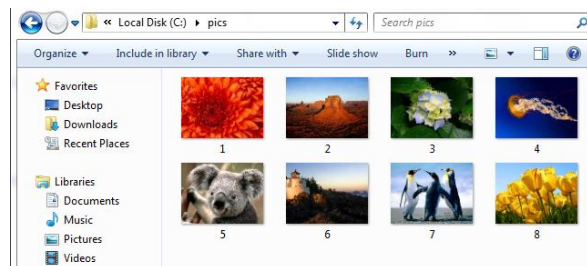 « Local Disk (C:) ▸ pics
Search pics
Organize ▾ Include in library ▾ Share with ▾ Slide show Burn »
Favorites
Desktop
Downloads
Recent Places
Libraries
Documents
Music
Pictures
Videos
1 2 3 4
5 6 7 8